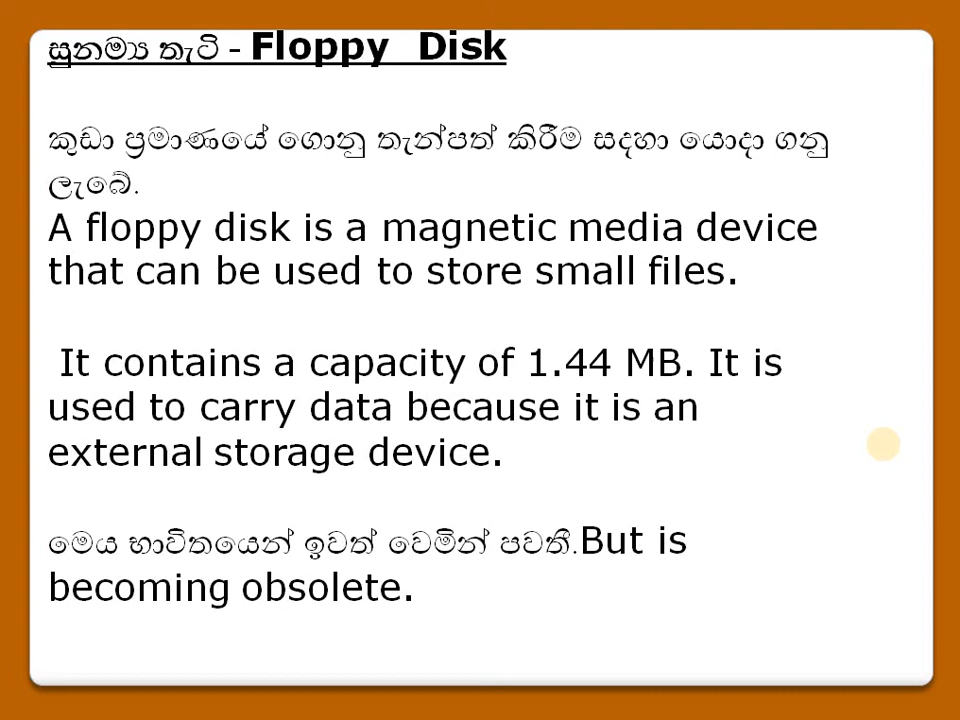 සුනම්‍ය තැටි - Floppy Disk
කුඩා ප්‍රමාණයේ ගොනු තැන්පත් කිරීම සදහා යොදා ගනු
ලැබේ.
A floppy disk is a magnetic media device
that can be used to store small files.
It contains a capacity of 1.44 MB. It is
used to carry data because it is an
external storage device.
මෙය භාවිතයෙන් ඉවත් වෙමින් පවතී.But is
becoming obsolete.